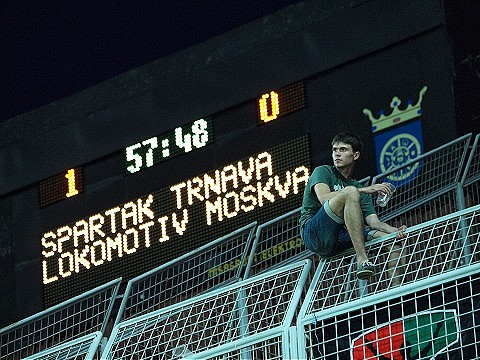 1 57:48 0
SPARTAK TRNAVA
LOKOMOTIV MOSKVA